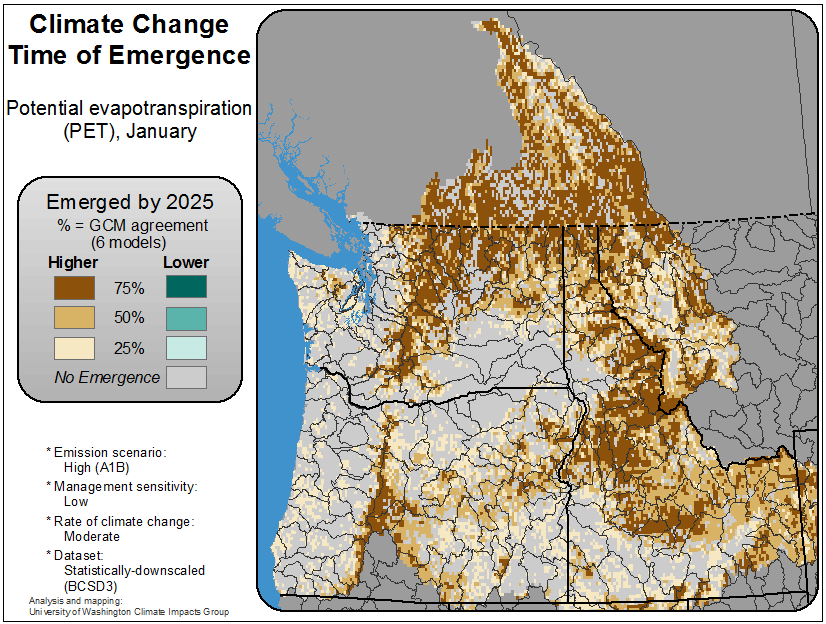 Climate Change
Time of Emergence
Potential evapotranspiration
(PET), January
Emerged by 2025
% = GCM agreement
(6 models)
Higher Lower
75%
50%
25%
No Emergence
* Emission scenario:
High (A1B)
* Management sensitivity:
Low
* Rate of climate change:
Moderate
* Dataset:
Statistically-downscaled
(BCSD3)
Analysis and mapping:
University of Washington Climate Impacts Group